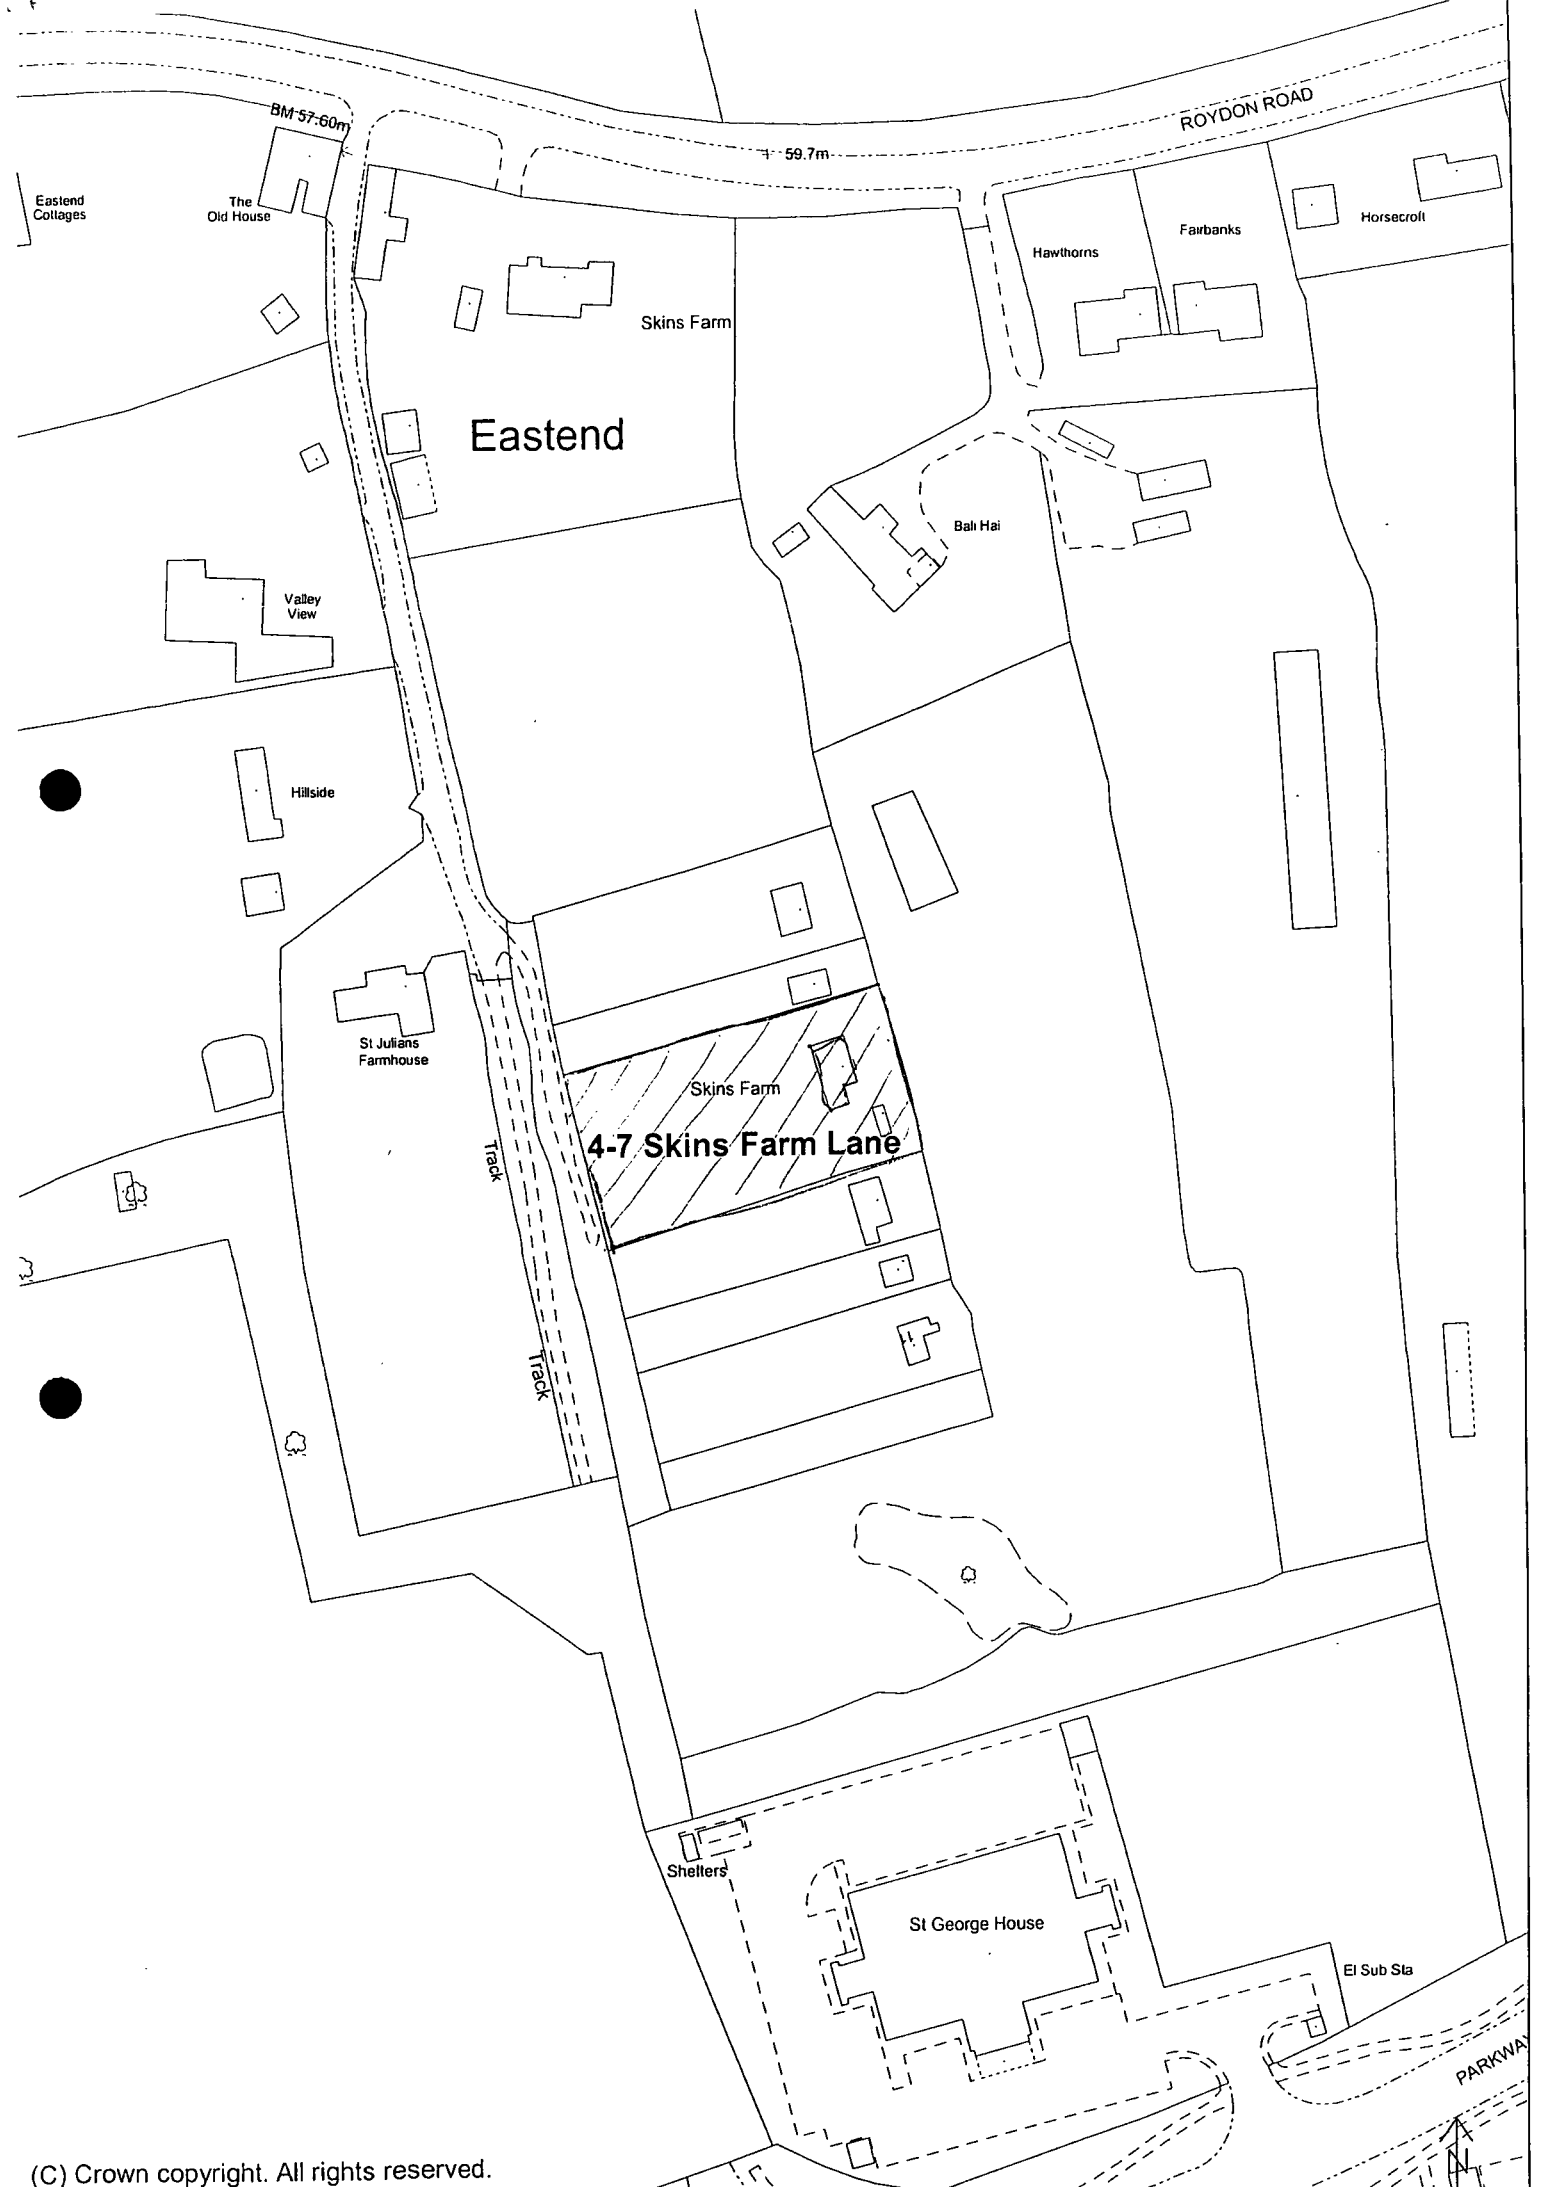 BM 57.60m
ROYDON ROAD
59.7m
Eastend
Cottages
The
Old House
Horsecroft
Fairbanks
Hawthorns
Skins Farm
Eastend
Bali Hai
Valley
View
Hillside
St Julians
Farmhouse
Skins Farm
4-7 Skins Farm Lane
Track
Track
Shelters
St George House
El Sub Sta
PARKWAY
N
(C) Crown copyright. All rights reserved.